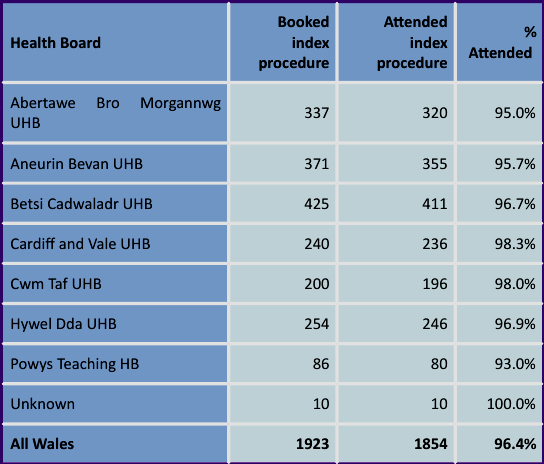 Health Board Booked index procedure Attended index procedure % Attended
Abertawe Bro Morgannwg UHB 337 320 95.0%
Aneurin Bevan UHB 371 355 95.7%
Betsi Cadwaladr UHB 425 411 96.7%
Cardiff and Vale UHB 240 236 98.3%
Cwm Taf UHB 200 196 98.0%
Hywel Dda UHB 254 246 96.9%
Powys Teaching HB 86 80 93.0%
Unknown 10 10 100.0%
All Wales 1923 1854 96.4%